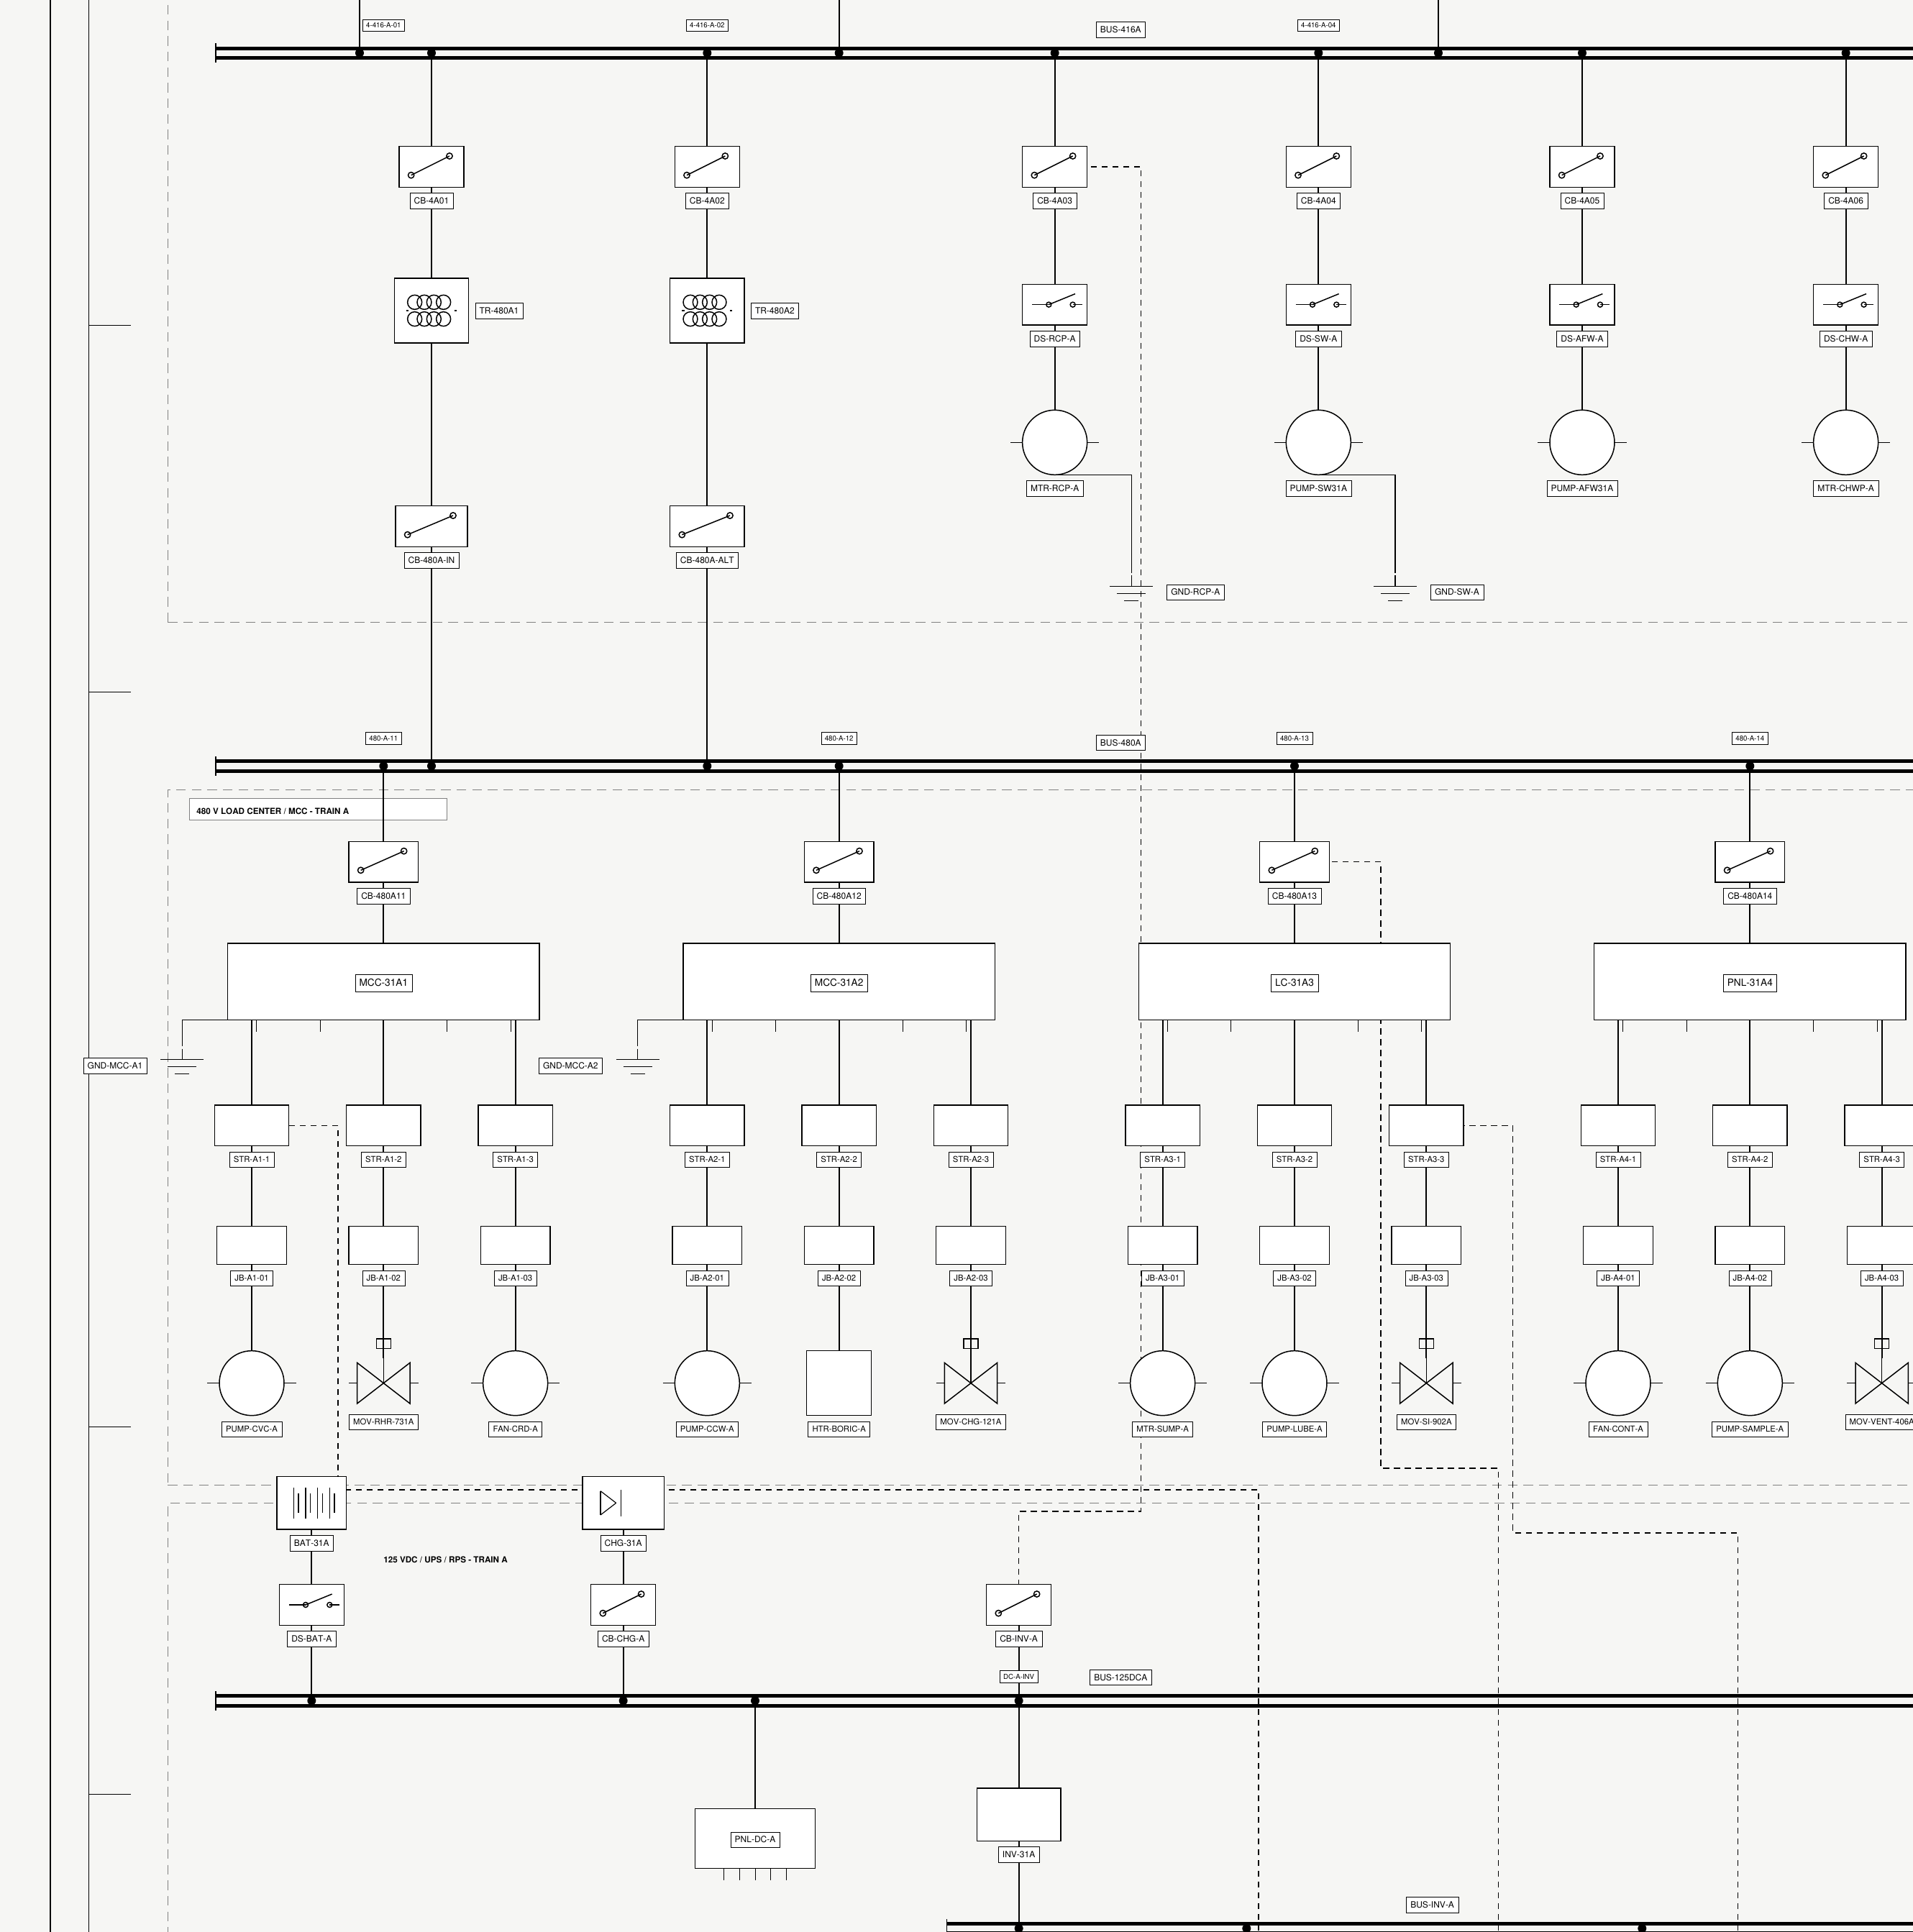 4-416-A-01
4-416-A-02
BUS-416A
4-416-A-04
CB-4A01
CB-4A02
CB-4A03
CB-4A04
CB-4A05
CB-4A06
TR-480A1
TR-480A2
DS-RCP-A
DS-SW-A
DS-AFW-A
DS-CHW-A
MTR-RCP-A
PUMP-SW31A
PUMP-AFW31A
MTR-CHWP-A
CB-480A-IN
CB-480A-ALT
GND-RCP-A
GND-SW-A
480-A-11
480-A-12
BUS-480A
480-A-13
480-A-14
480 V LOAD CENTER / MCC - TRAIN A
CB-480A11
CB-480A12
CB-480A13
CB-480A14
MCC-31A1
MCC-31A2
LC-31A3
PNL-31A4
GND-MCC-A1
GND-MCC-A2
STR-A1-1
STR-A1-2
STR-A1-3
STR-A2-1
STR-A2-2
STR-A2-3
STR-A3-1
STR-A3-2
STR-A3-3
STR-A4-1
STR-A4-2
STR-A4-3
JB-A1-01
JB-A1-02
JB-A1-03
JB-A2-01
JB-A2-02
JB-A2-03
JB-A3-01
JB-A3-02
JB-A3-03
JB-A4-01
JB-A4-02
JB-A4-03
PUMP-CVC-A
MOV-RHR-731A
FAN-CRD-A
PUMP-CCW-A
HTR-BORIC-A
MOV-CHG-121A
MTR-SUMP-A
PUMP-LUBE-A
MOV-SI-902A
FAN-CONT-A
PUMP-SAMPLE-A
MOV-VENT-406A
BAT-31A
CHG-31A
125 VDC / UPS / RPS - TRAIN A
DS-BAT-A
CB-CHG-A
CB-INV-A
DC-A-INV
BUS-125DCA
PNL-DC-A
INV-31A
BUS-INV-A